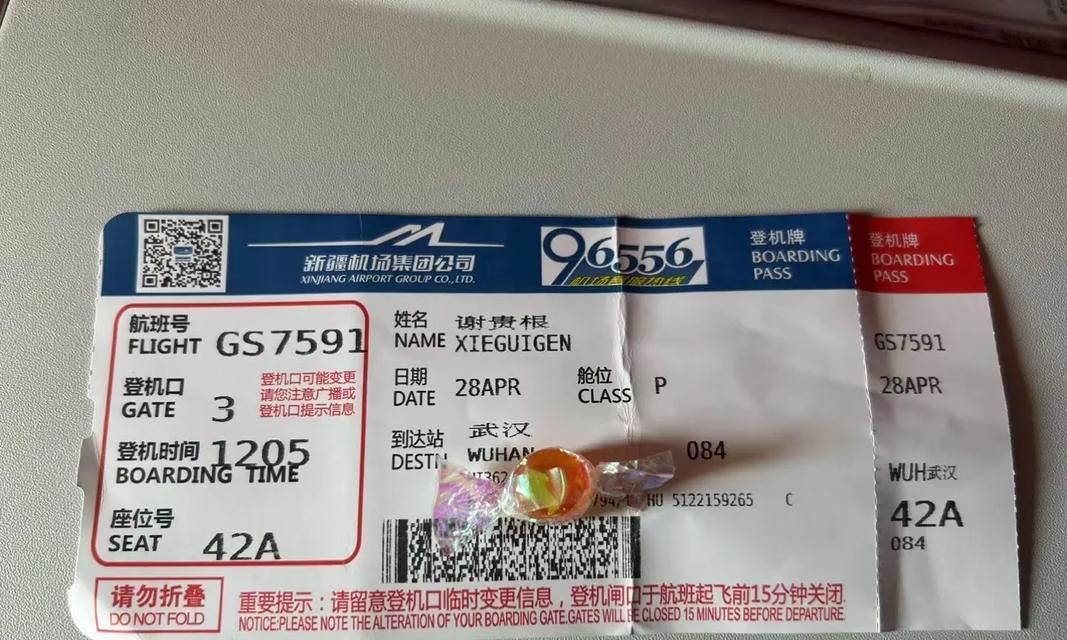 新疆机场集团公司
XINJIANG AIRPORT GROUP CO.,LTD.
96556
机场客服热线
登机牌
BOARDING
PASS
航班号
FLIGHT GS7591
登机口
GATE 3
登机口可能变更
请您注意广播或
登机口提示信息
登机时间 1205
BOARDING TIME
座位号
SEAT 42A
姓名 谢贵根
NAME XIEGUIGEN
日期
DATE 28APR
舱位
CLASS P
到达站 武汉
DESTN WUHAN
084
HU 5122159265 C
请勿折叠
DO NOT FOLD
重要提示：请留意登机口临时变更信息，登机闸口于航班起飞前15分钟关闭.
NOTICE:PLEASE NOTE THE ALTERATION OF YOUR BOARDING GATE.GATES WILL BE CLOSED 15 MINUTES BEFORE DEPARTURE.
登机牌
BOARDING
PASS
GS7591
28APR
WUH武汉
42A
084